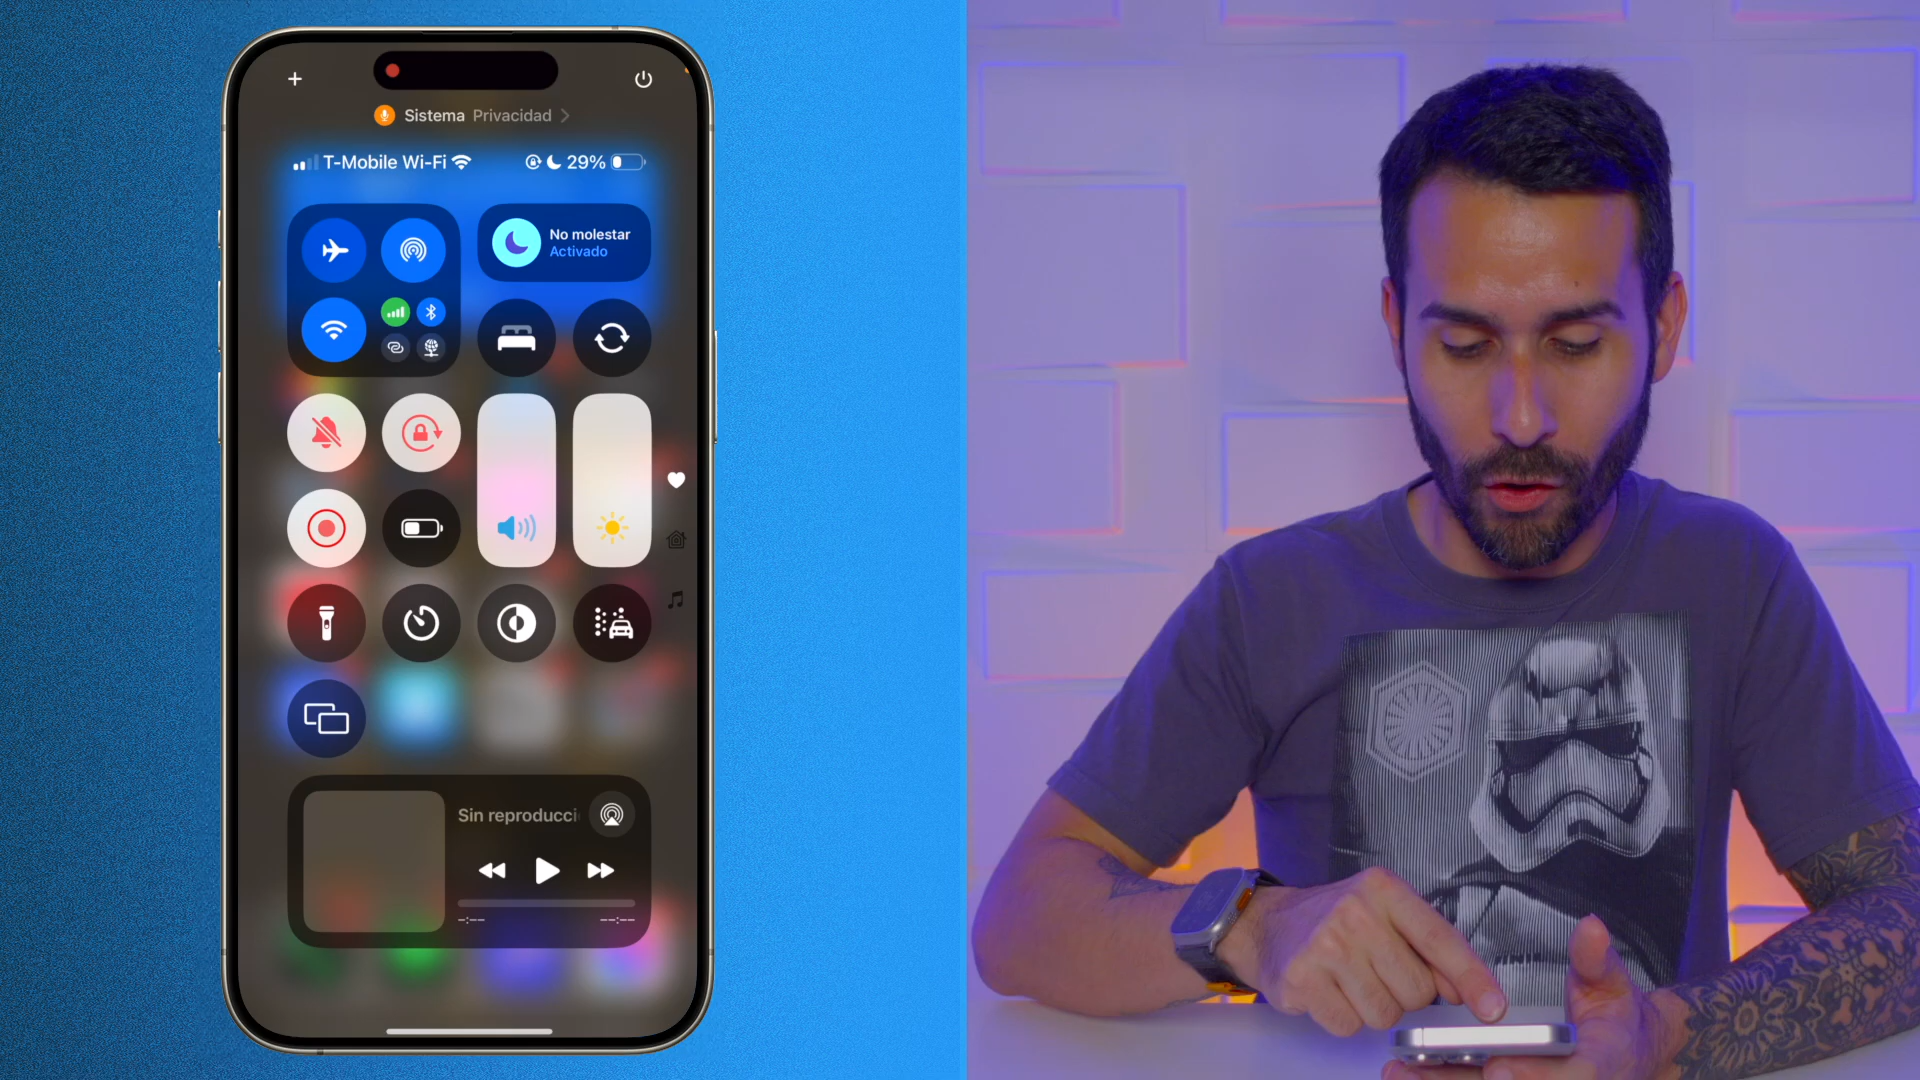 Sistema Privacidad
T-Mobile Wi-Fi 29%
No molestar
Activado
Sin reproducci
-:-- --:--